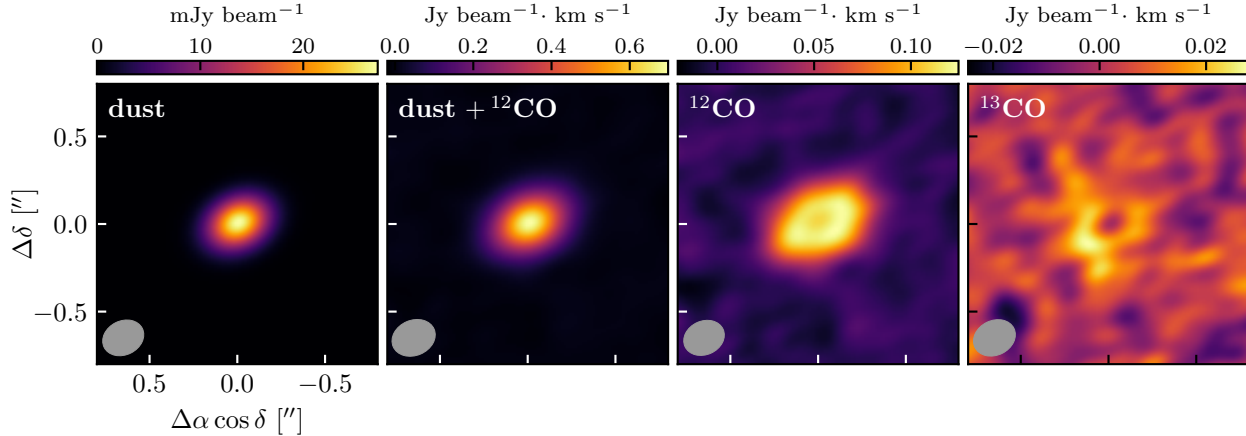 mJy beam⁻¹
Jy beam⁻¹· km s⁻¹
Jy beam⁻¹· km s⁻¹
Jy beam⁻¹· km s⁻¹
0 10 20
0.0 0.2 0.4 0.6
0.00 0.05 0.10
−0.02 0.00 0.02
dust
dust + ¹²CO
¹²CO
¹³CO
0.5
0.0
−0.5
Δδ [″]
0.5 0.0 −0.5
Δα cos δ [″]